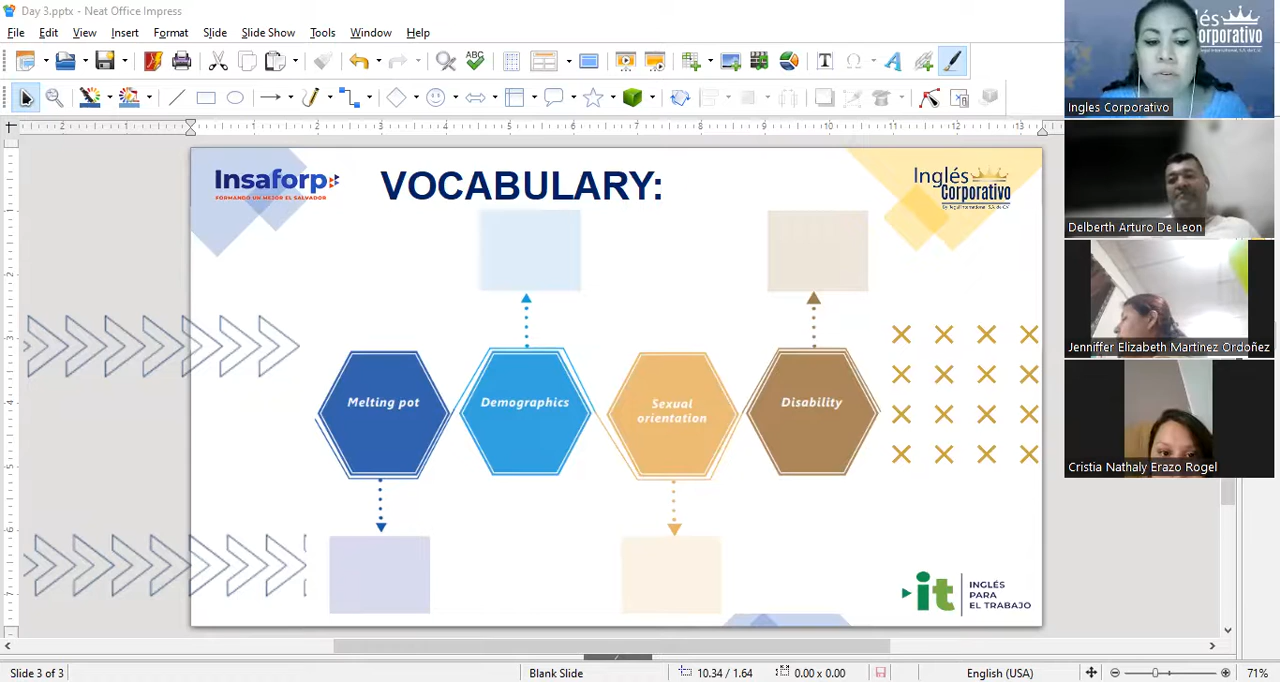 Day 3.pptx - Neat Office Impress
File Edit View Insert Format Slide Slide Show Tools Window Help
VOCABULARY:
Insaforp
FORMANDO UN MEJOR EL SALVADOR
Inglés
Corporativo
Melting pot
Demographics
Sexual
orientation
Disability
it
INGLÉS
PARA
EL TRABAJO
Slide 3 of 3
Blank Slide
10.34 / 1.64
0.00 x 0.00
English (USA)
71%
Ingles Corporativo
Delberth Arturo De Leon
Jenniffer Elizabeth Martinez Ordoñez
Cristia Nathaly Erazo Rogel